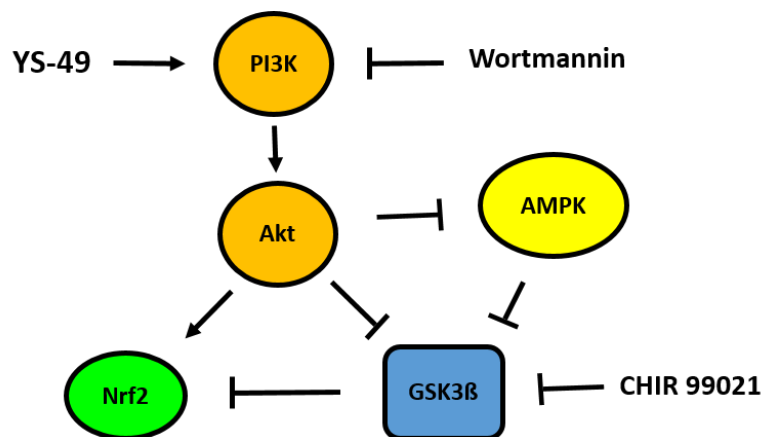 YS-49
PI3K
Wortmannin
Akt
AMPK
Nrf2
GSK3ß
CHIR 99021